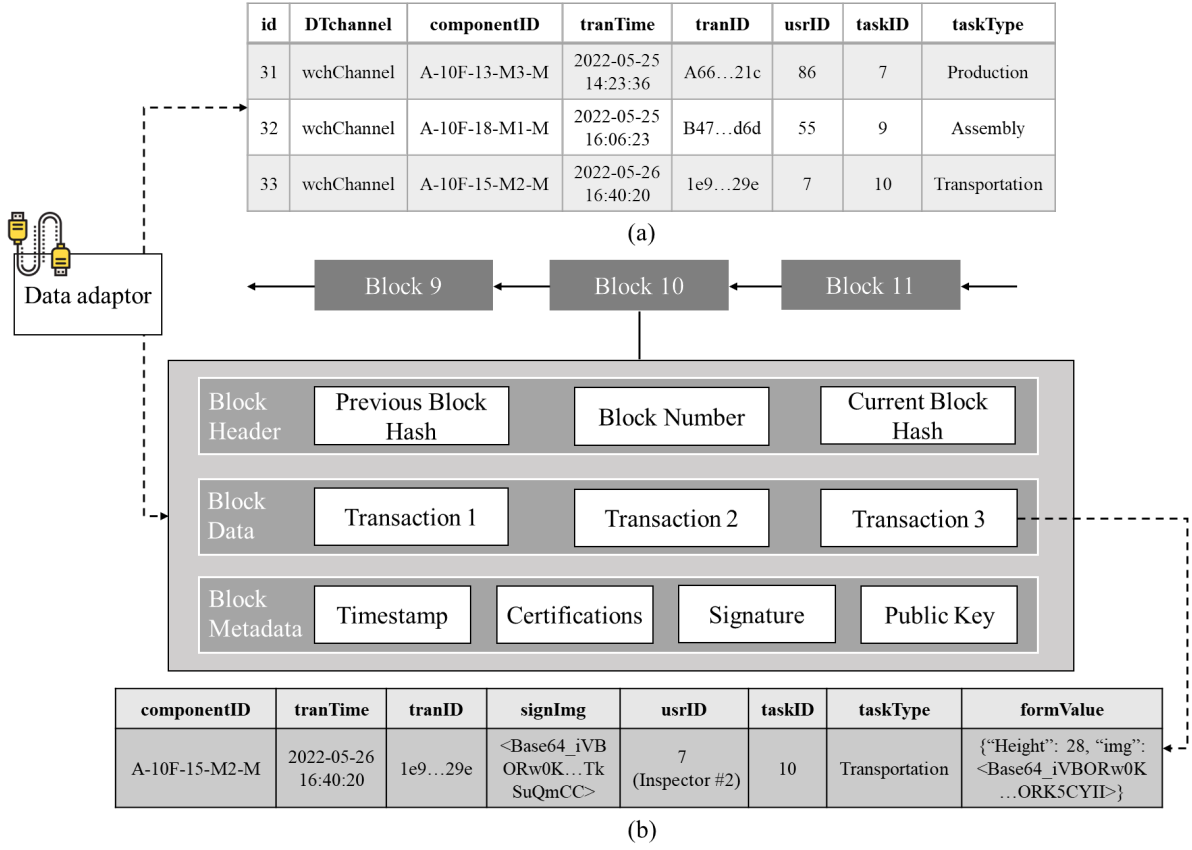 id DTchannel componentID tranTime tranID usrID taskID taskType
31 wchChannel A-10F-13-M3-M 2022-05-25 14:23:36 A66…21c 86 7 Production
32 wchChannel A-10F-18-M1-M 2022-05-25 16:06:23 B47…d6d 55 9 Assembly
33 wchChannel A-10F-15-M2-M 2022-05-26 16:40:20 1e9…29e 7 10 Transportation
(a)
Data adaptor
Block 9 Block 10 Block 11
Block
Header
Previous Block
Hash
Block Number
Current Block
Hash
Block
Data
Transaction 1
Transaction 2
Transaction 3
Block
Metadata
Timestamp
Certifications
Signature
Public Key
componentID tranTime tranID signImg usrID taskID taskType formValue
A-10F-15-M2-M
2022-05-26
16:40:20
1e9…29e
<Base64_iVB
ORw0K…Tk
SuQmCC>
7
(Inspector #2)
10
Transportation
{“Height”: 28, “img”:
<Base64_iVBORw0K
…ORK5CYII>}
(b)